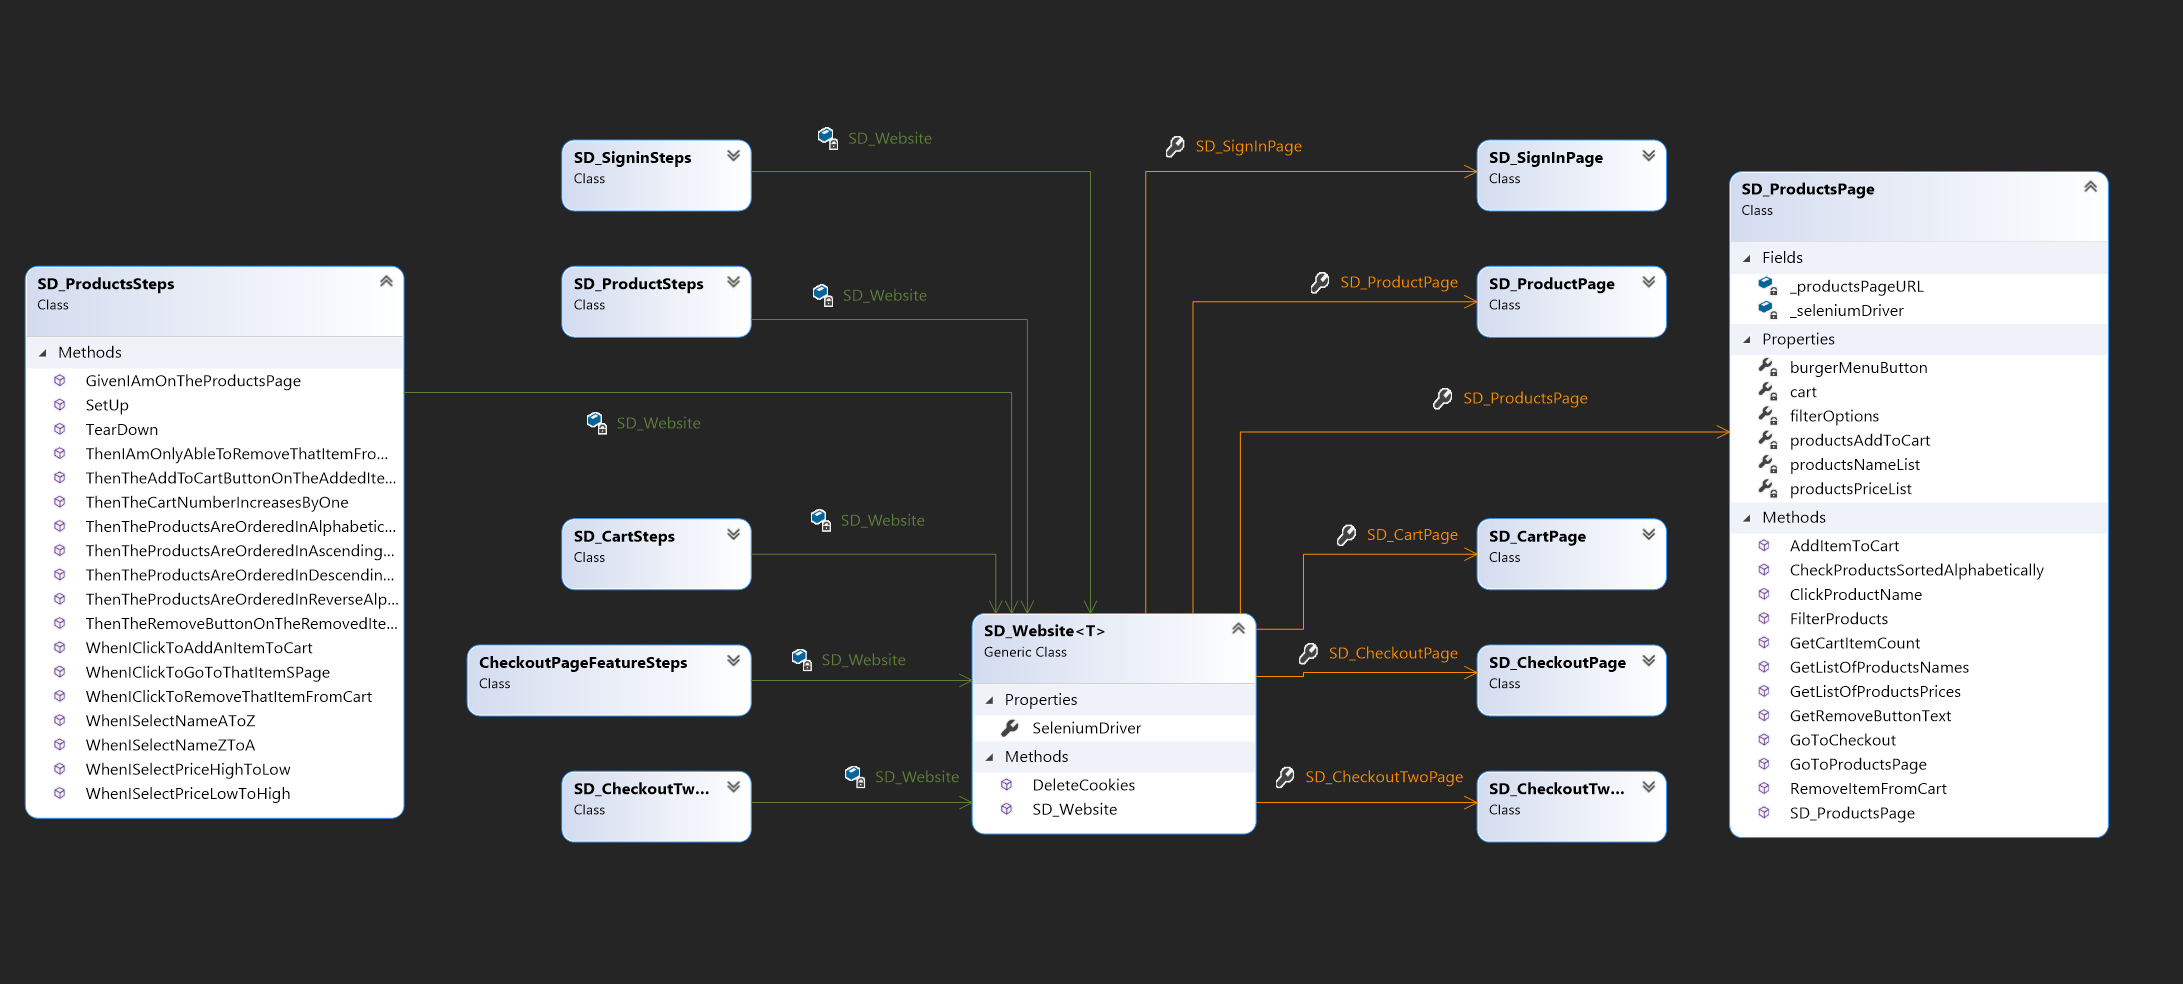 SD_ProductsSteps
Class
Methods
GivenIAmOnTheProductsPage
SetUp
TearDown
ThenIAmOnlyAbleToRemoveThatItemFro...
ThenTheAddToCartButtonOnTheAddedIte...
ThenTheCartNumberIncreasesByOne
ThenTheProductsAreOrderedInAlphabetic...
ThenTheProductsAreOrderedInAscending...
ThenTheProductsAreOrderedInDescendin...
ThenTheProductsAreOrderedInReverseAlp...
ThenTheRemoveButtonOnTheRemovedIte...
WhenIClickToAddAnItemToCart
WhenIClickToGoToThatItemSPage
WhenIClickToRemoveThatItemFromCart
WhenISelectNameAToZ
WhenISelectNameZToA
WhenISelectPriceHighToLow
WhenISelectPriceLowToHigh
SD_SigninSteps
Class
SD_Website
SD_ProductSteps
Class
SD_Website
SD_Website
SD_CartSteps
Class
SD_Website
CheckoutPageFeatureSteps
Class
SD_Website
SD_CheckoutTw...
Class
SD_Website
SD_Website<T>
Generic Class
Properties
SeleniumDriver
Methods
DeleteCookies
SD_Website
SD_SignInPage
SD_SignInPage
Class
SD_ProductPage
SD_ProductPage
Class
SD_ProductsPage
SD_CartPage
SD_CartPage
Class
SD_CheckoutPage
SD_CheckoutPage
Class
SD_CheckoutTwoPage
SD_CheckoutTw...
Class
SD_ProductsPage
Class
Fields
_productsPageURL
_seleniumDriver
Properties
burgerMenuButton
cart
filterOptions
productsAddToCart
productsNameList
productsPriceList
Methods
AddItemToCart
CheckProductsSortedAlphabetically
ClickProductName
FilterProducts
GetCartItemCount
GetListOfProductsNames
GetListOfProductsPrices
GetRemoveButtonText
GoToCheckout
GoToProductsPage
RemoveItemFromCart
SD_ProductsPage